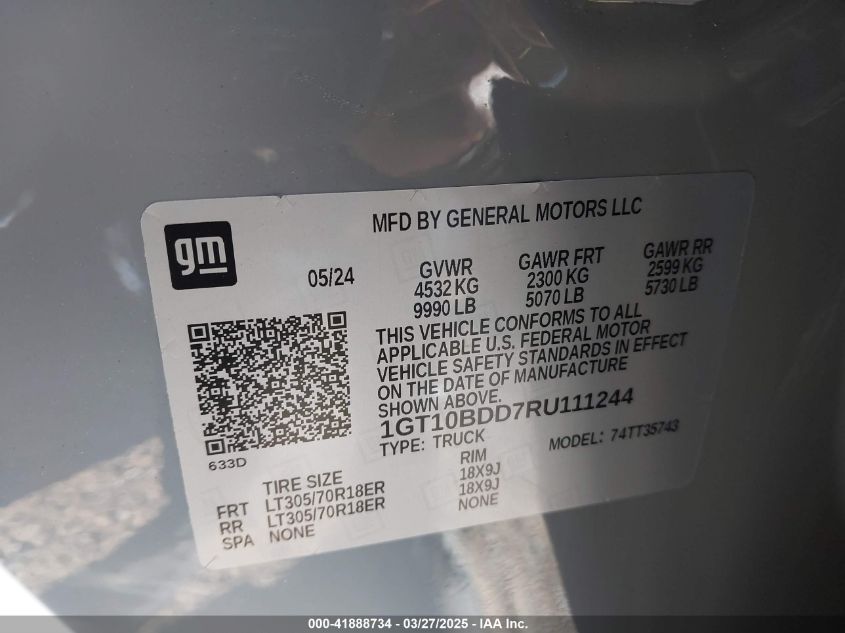 MFD BY GENERAL MOTORS LLC
gm
05/24
GVWR GAWR FRT GAWR RR
4532 KG 2300 KG 2599 KG
9990 LB 5070 LB 5730 LB
THIS VEHICLE CONFORMS TO ALL
APPLICABLE U.S. FEDERAL MOTOR
VEHICLE SAFETY STANDARDS IN EFFECT
ON THE DATE OF MANUFACTURE
SHOWN ABOVE.
1GT10BDD7RU111244
TYPE: TRUCK MODEL: 74TT35743
633D
TIRE SIZE RIM
FRT LT305/70R18ER 18X9J
RR LT305/70R18ER 18X9J
SPA NONE NONE
000-41888734 — 03/27/2025 — IAA Inc.